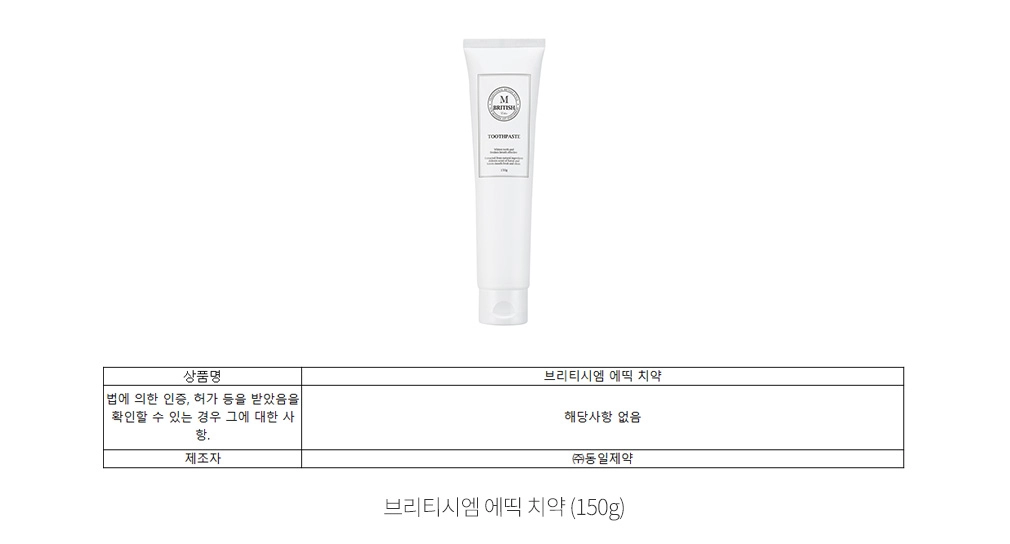 M
BRITISH
TOOTHPASTE
150g
상품명
브리티시엠 에띡 치약
법에 의한 인증, 허가 등을 받았음을
확인할 수 있는 경우 그에 대한 사
항.
해당사항 없음
제조자
㈜동일제약
브리티시엠 에띡 치약 (150g)